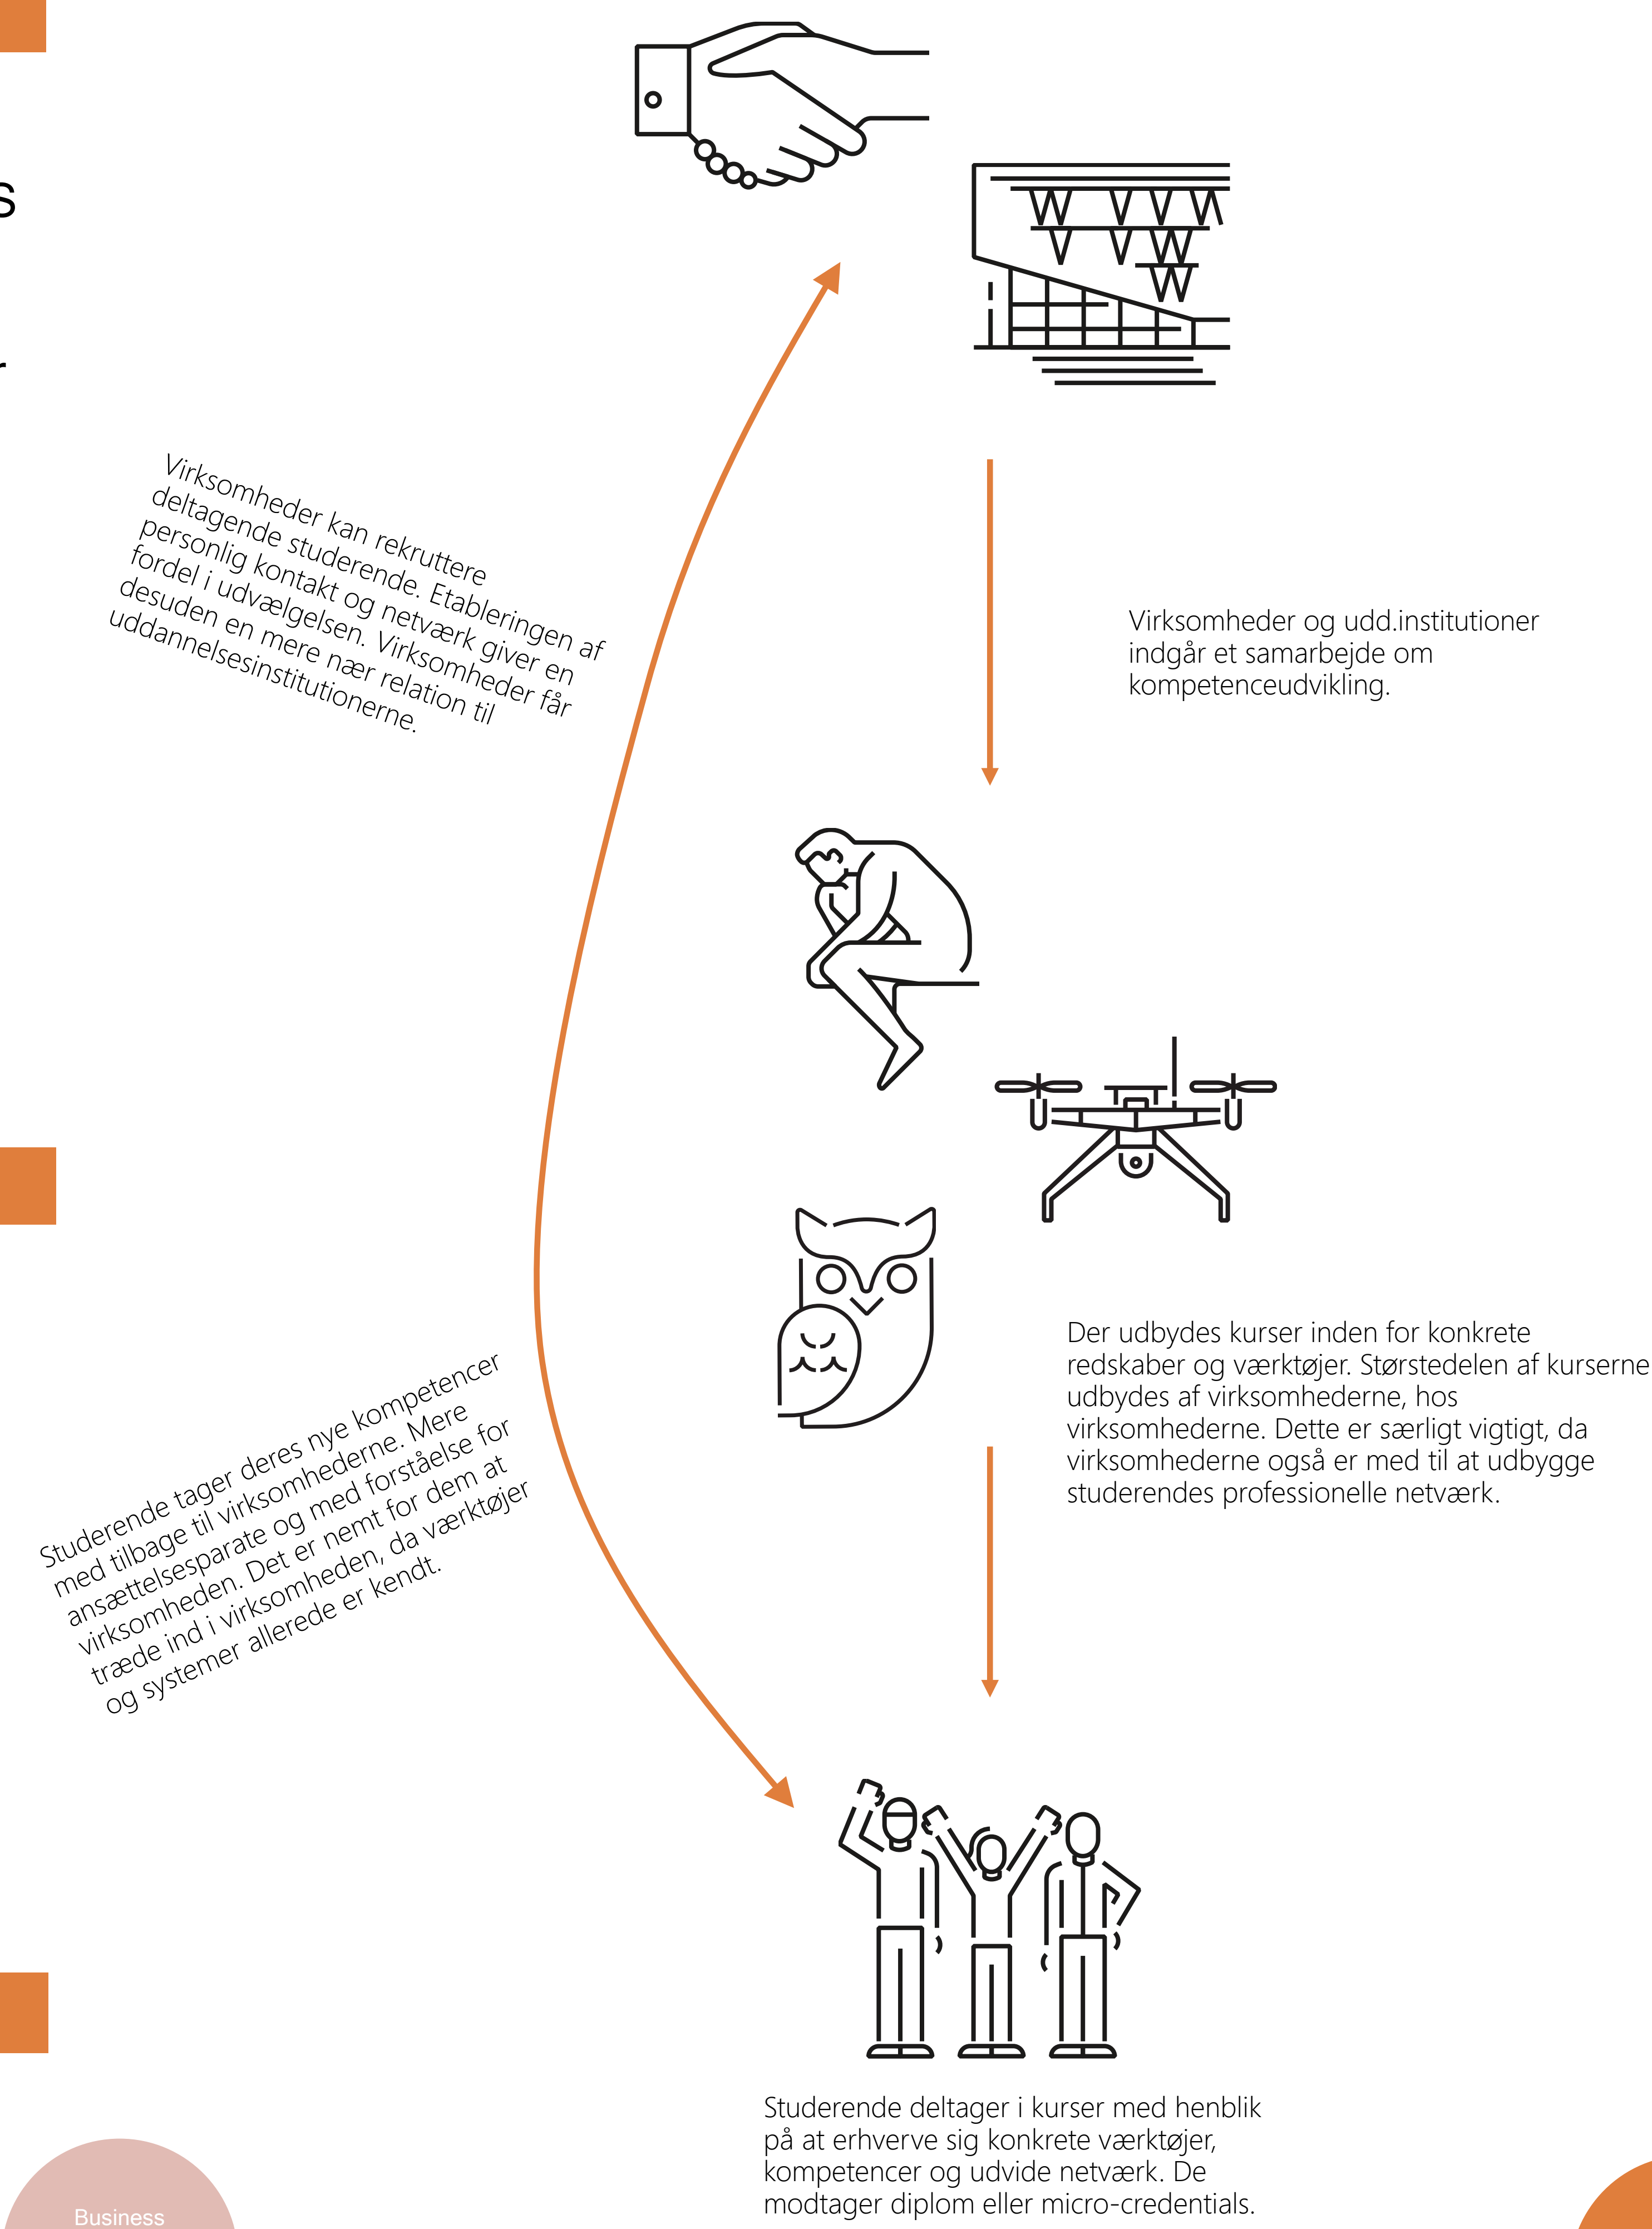 s
r
Virksomheder kan rekruttere
deltagende studerende. Etableringen af
personlig kontakt og netværk giver en
fordel i udvælgelsen. Virksomheder får
desuden en mere nær relation til
uddannelsesinstitutionerne.
Virksomheder og udd.institutioner
indgår et samarbejde om
kompetenceudvikling.
Der udbydes kurser inden for konkrete
redskaber og værktøjer. Størstedelen af kurserne
udbydes af virksomhederne, hos
virksomhederne. Dette er særligt vigtigt, da
virksomhederne også er med til at udbygge
studerendes professionelle netværk.
Studerende tager deres nye kompetencer
med tilbage til virksomhederne. Mere
ansættelsesparate og med forståelse for
virksomheden. Det er nemt for dem at
træde ind i virksomheden, da værktøjer
og systemer allerede er kendt.
Studerende deltager i kurser med henblik
på at erhverve sig konkrete værktøjer,
kompetencer og udvide netværk. De
modtager diplom eller micro-credentials.
Business